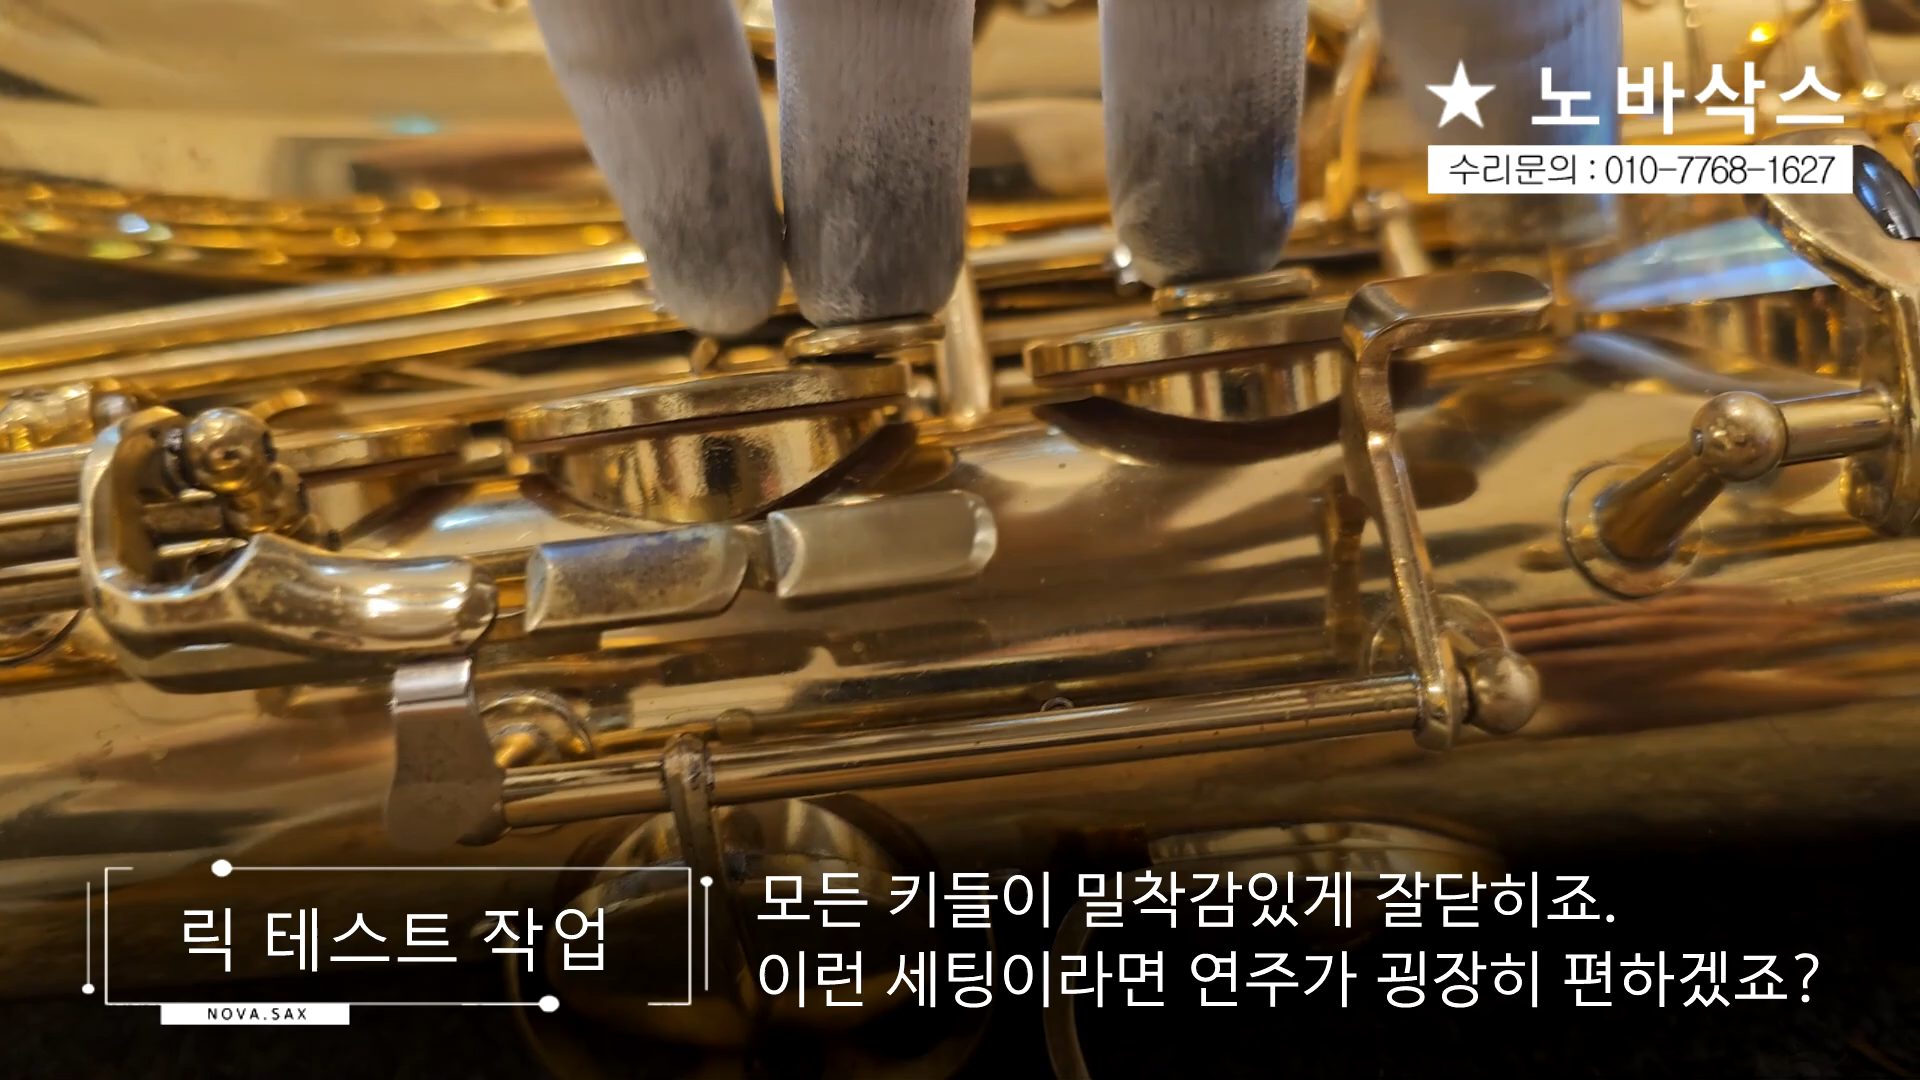 ★ 노바삭스
수리문의 : 010-7768-1627
릭 테스트 작업
NOVA.SAX
모든 키들이 밀착감있게 잘닫히죠.
이런 세팅이라면 연주가 굉장히 편하겠죠?